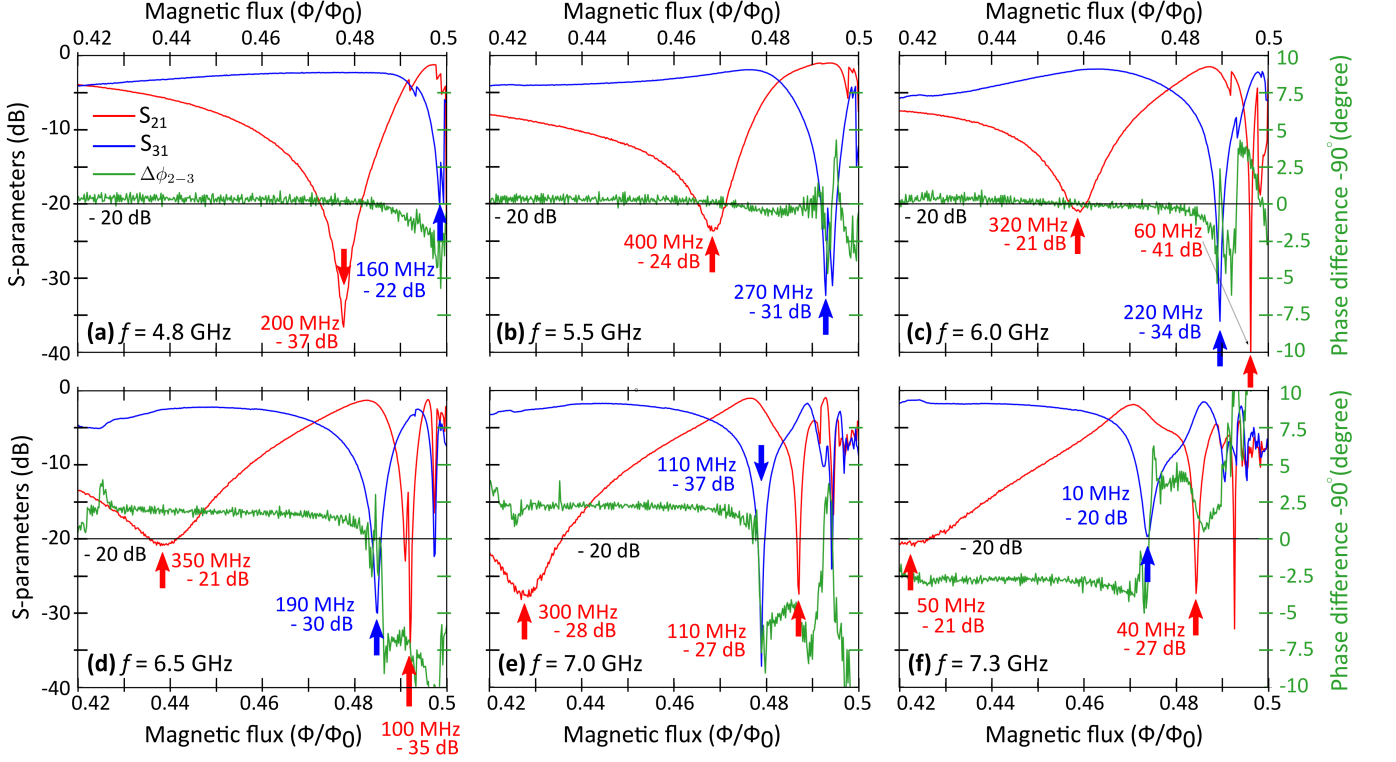 Magnetic flux (Φ/Φ0) Magnetic flux (Φ/Φ0) Magnetic flux (Φ/Φ0)
0.42 0.44 0.46 0.48 0.5 0.42 0.44 0.46 0.48 0.5 0.42 0.44 0.46 0.48 0.5
S-parameters (dB)
0
-10
-20
-30
-40
S21
S31
Δϕ2−3
- 20 dB
160 MHz
- 22 dB
200 MHz
- 37 dB
(a) f = 4.8 GHz
- 20 dB
400 MHz
- 24 dB
270 MHz
- 31 dB
(b) f = 5.5 GHz
- 20 dB
320 MHz
- 21 dB
60 MHz
- 41 dB
220 MHz
- 34 dB
(c) f = 6.0 GHz
10
7.5
5
2.5
0
-2.5
-5
-7.5
-10
Phase difference -90°(degree)
S-parameters (dB)
0
-10
-20
-30
-40
- 20 dB
350 MHz
- 21 dB
190 MHz
- 30 dB
(d) f = 6.5 GHz
100 MHz
- 35 dB
110 MHz
- 37 dB
- 20 dB
300 MHz
- 28 dB
110 MHz
- 27 dB
(e) f = 7.0 GHz
10 MHz
- 20 dB
- 20 dB
50 MHz
- 21 dB
40 MHz
- 27 dB
(f) f = 7.3 GHz
10
7.5
5
2.5
0
-2.5
-5
-7.5
-10
Phase difference -90°(degree)
0.42 0.44 0.46 0.48 0.5 0.42 0.44 0.46 0.48 0.5 0.42 0.44 0.46 0.48 0.5
Magnetic flux (Φ/Φ0) Magnetic flux (Φ/Φ0) Magnetic flux (Φ/Φ0)